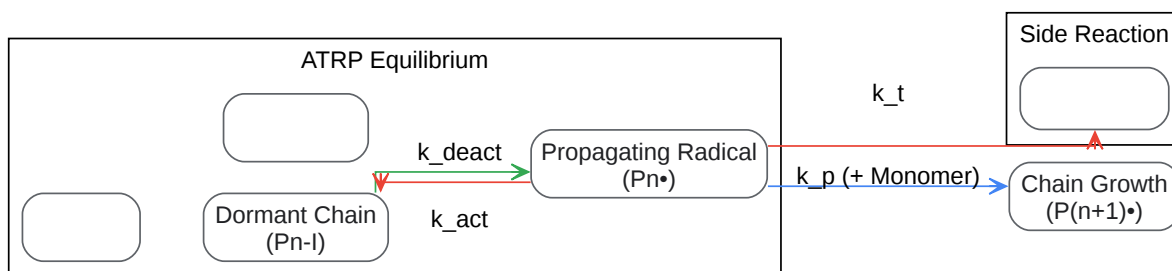 ATRP Equilibrium
Side Reaction
k_t
k_deact
Propagating Radical
(Pn•)
k_p (+ Monomer)
Chain Growth
(P(n+1)•)
Dormant Chain
(Pn-I)
k_act